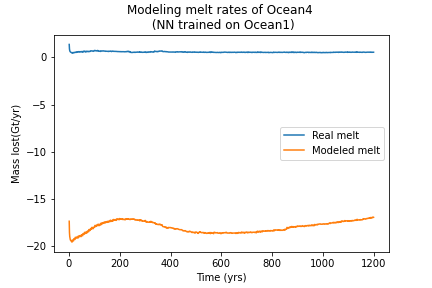 Modeling melt rates of Ocean4
(NN trained on Ocean1)
Mass lost(Gt/yr)
0
−5
−10
−15
−20
Real melt
Modeled melt
0 200 400 600 800 1000 1200
Time (yrs)